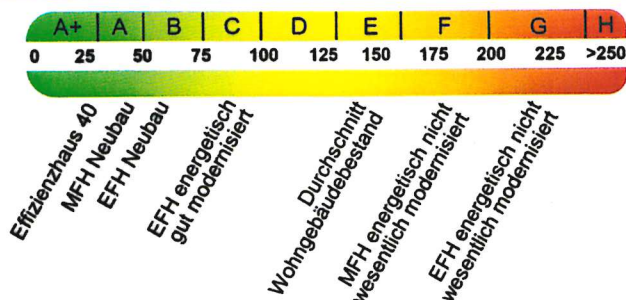 A+ A B C D E F G H
0 25 50 75 100 125 150 175 200 225 >250
Effizienzhaus 40
MFH Neubau
EFH Neubau
EFH energetisch
gut modernisiert
Durchschnitt
Wohngebäudebestand
MFH energetisch nicht
wesentlich modernisiert
EFH energetisch nicht
wesentlich modernisiert